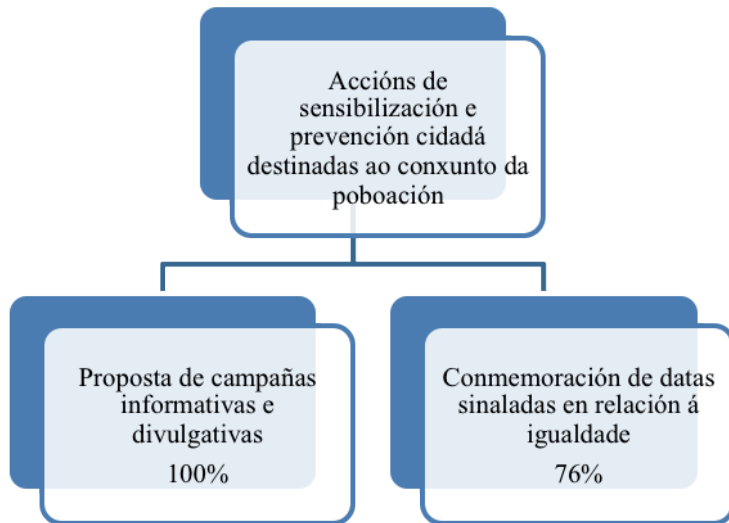 Accións de
sensibilización e
prevención cidadá
destinadas ao conxunto da
poboación
Proposta de campañas
informativas e
divulgativas
100%
Conmemoración de datas
sinaladas en relación á
igualdade
76%